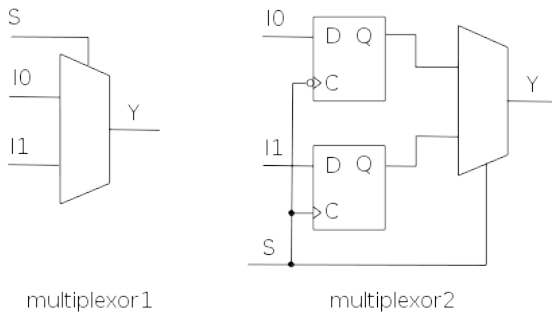 S
I0
I1
Y
multiplexor1
I0
D Q
C
I1
D Q
C
S
Y
multiplexor2